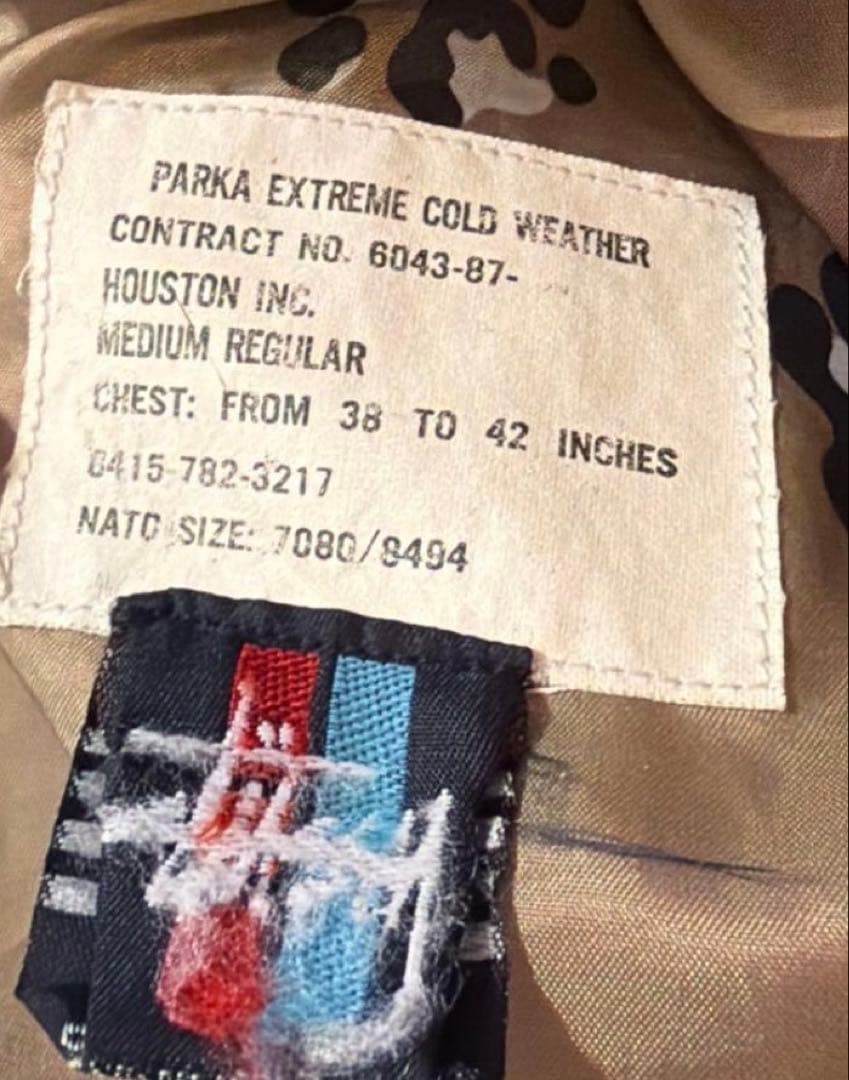 PARKA EXTREME COLD WEATHER
CONTRACT NO. 6043-87-
HOUSTON INC.
MEDIUM REGULAR
CHEST: FROM 38 TO 42 INCHES
8415-782-3217
NATO SIZE: 7080/8494